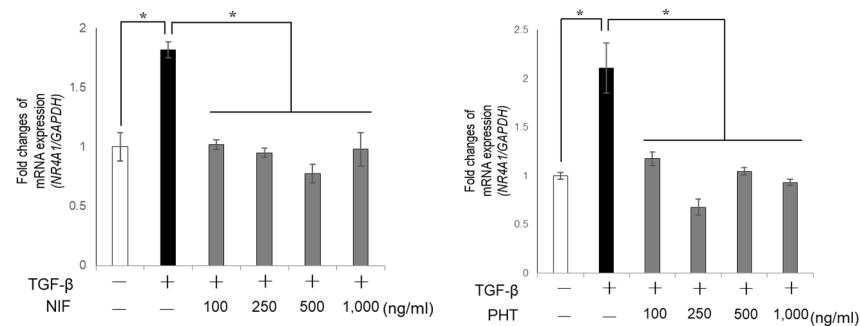 *
*
2
1.5
1
0.5
0
Fold changes of
mRNA expression
(NR4A1/GAPDH)
TGF-β — + + + + +
NIF — — 100 250 500 1,000 (ng/ml)
*
*
2.5
2
1.5
1
0.5
0
Fold changes of
mRNA expression
(NR4A1/GAPDH)
TGF-β — + + + + +
PHT — — 100 250 500 1,000 (ng/ml)